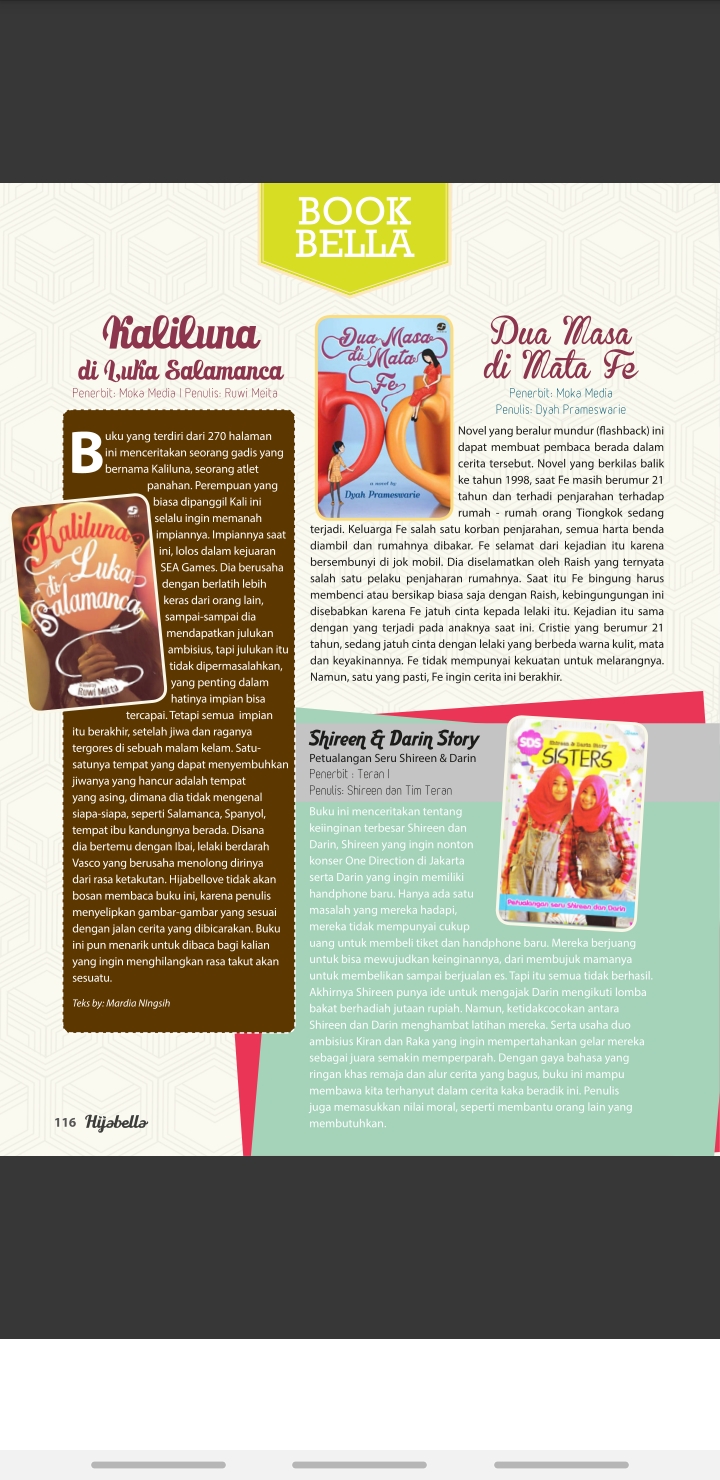 BOOK
BELLA
Kaliluna
di Luka Salamanca
Penerbit: Moka Media | Penulis: Ruwi Meita
Buku yang terdiri dari 270 halaman
ini menceritakan seorang gadis yang
bernama Kaliluna, seorang atlet
panahan. Perempuan yang
biasa dipanggil Kali ini
selalu ingin memanah
impiannya. Impiannya saat
ini, lolos dalam kejuaran
SEA Games. Dia berusaha
dengan berlatih lebih
keras dari orang lain,
sampai-sampai dia
mendapatkan julukan
ambisius, tapi julukan itu
tidak dipermasalahkan,
yang penting dalam
hatinya impian bisa
tercapai. Tetapi semua impian
itu berakhir, setelah jiwa dan raganya
tergores di sebuah malam kelam. Satu-
satunya tempat yang dapat menyembuhkan
jiwanya yang hancur adalah tempat
yang asing, dimana dia tidak mengenal
siapa-siapa, seperti Salamanca, Spanyol,
tempat ibu kandungnya berada. Disana
dia bertemu dengan Ibai, lelaki berdarah
Vasco yang berusaha menolong dirinya
dari rasa ketakutan. Hijabellove tidak akan
bosan membaca buku ini, karena penulis
menyelipkan gambar-gambar yang sesuai
dengan jalan cerita yang dibicarakan. Buku
ini pun menarik untuk dibaca bagi kalian
yang ingin menghilangkan rasa takut akan
sesuatu.
Teks by: Mardia NIngsih
Kaliluna
Luka
di
Salamanca
Ruwi Meita
Dua Masa
di Mata
Fe
a novel by
Dyah Prameswarie
Dua Masa
di Mata Fe
Penerbit: Moka Media
Penulis: Dyah Prameswarie
Novel yang beralur mundur (flashback) ini
dapat membuat pembaca berada dalam
cerita tersebut. Novel yang berkilas balik
ke tahun 1998, saat Fe masih berumur 21
tahun dan terhadi penjarahan terhadap
rumah - rumah orang Tiongkok sedang
terjadi. Keluarga Fe salah satu korban penjarahan, semua harta benda
diambil dan rumahnya dibakar. Fe selamat dari kejadian itu karena
bersembunyi di jok mobil. Dia diselamatkan oleh Raish yang ternyata
salah satu pelaku penjaharan rumahnya. Saat itu Fe bingung harus
membenci atau bersikap biasa saja dengan Raish, kebingungingan ini
disebabkan karena Fe jatuh cinta kepada lelaki itu. Kejadian itu sama
dengan yang terjadi pada anaknya saat ini. Cristie yang berumur 21
tahun, sedang jatuh cinta dengan lelaki yang berbeda warna kulit, mata
dan keyakinannya. Fe tidak mempunyai kekuatan untuk melarangnya.
Namun, satu yang pasti, Fe ingin cerita ini berakhir.
Shireen & Darin Story
Petualangan Seru Shireen & Darin
Penerbit : Teran I
Penulis: Shireen dan Tim Teran
SDS
Shireen & Darin Story
SISTERS
Petualangan seru Shireen dan Darin
Buku ini menceritakan tentang
keiinginan terbesar Shireen dan
Darin, Shireen yang ingin nonton
konser One Direction di Jakarta
serta Darin yang ingin memiliki
handphone baru. Hanya ada satu
masalah yang mereka hadapi,
mereka tidak mempunyai cukup
uang untuk membeli tiket dan handphone baru. Mereka berjuang
untuk bisa mewujudkan keinginannya, dari membujuk mamanya
untuk membelikan sampai berjualan es. Tapi itu semua tidak berhasil.
Akhirnya Shireen punya ide untuk mengajak Darin mengikuti lomba
bakat berhadiah jutaan rupiah. Namun, ketidakcocokan antara
Shireen dan Darin menghambat latihan mereka. Serta usaha duo
ambisius Kiran dan Raka yang ingin mempertahankan gelar mereka
sebagai juara semakin memperparah. Dengan gaya bahasa yang
ringan khas remaja dan alur cerita yang bagus, buku ini mampu
membawa kita terhanyut dalam cerita kaka beradik ini. Penulis
juga memasukkan nilai moral, seperti membantu orang lain yang
membutuhkan.
116 Hijabella